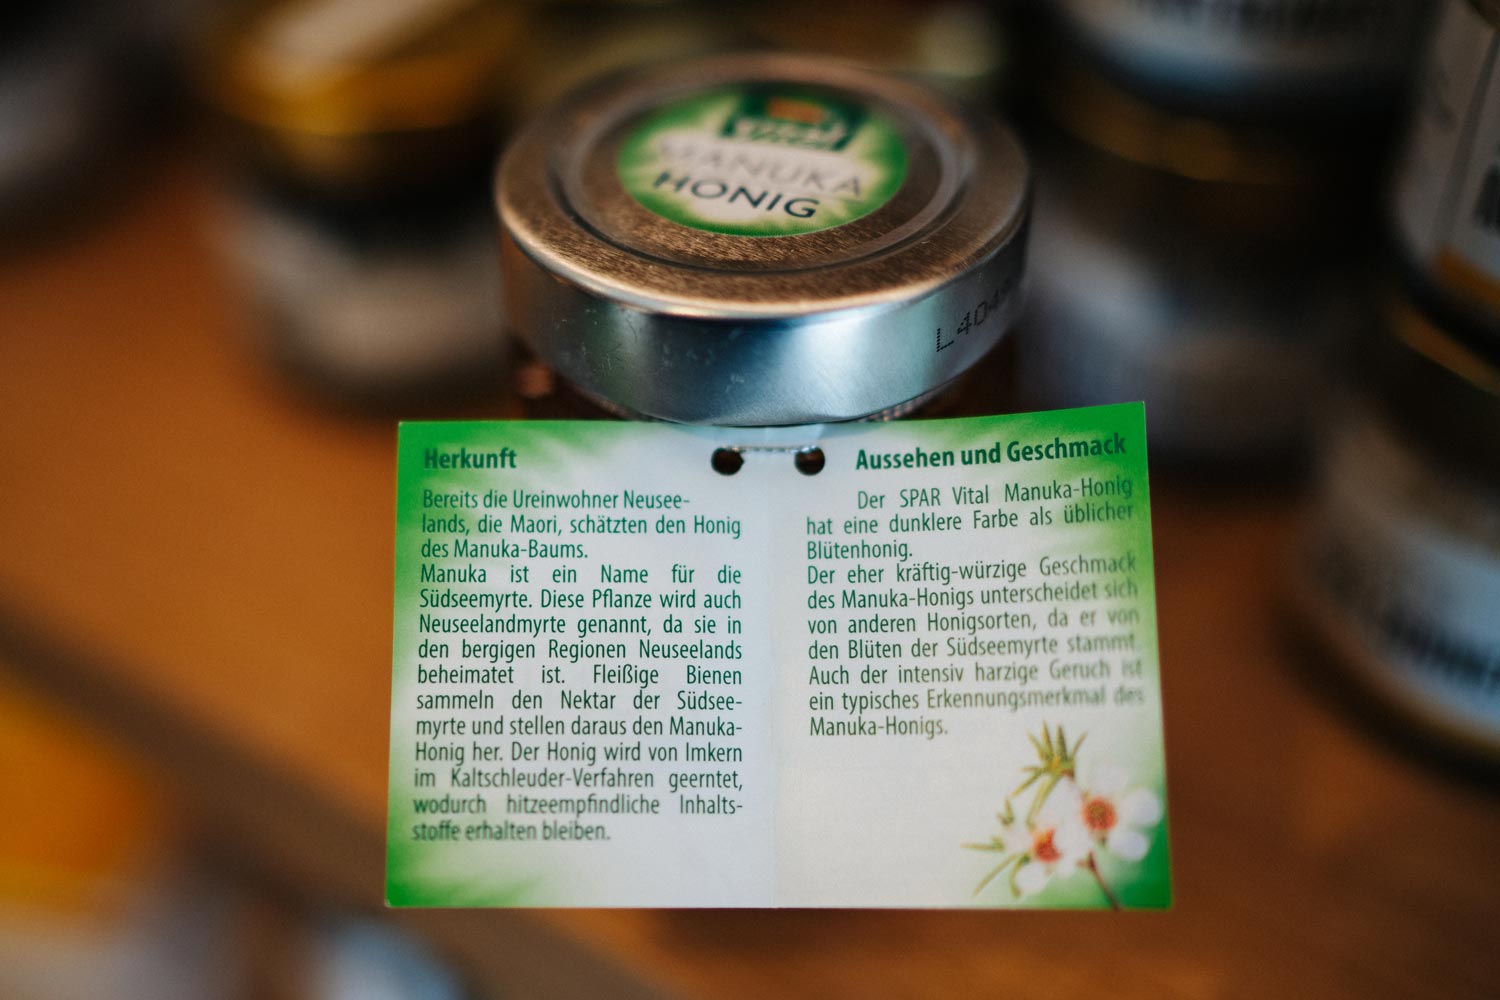 MANUKA
HONIG
Herkunft
Bereits die Ureinwohner Neusee-
lands, die Maori, schätzten den Honig
des Manuka-Baums.
Manuka ist ein Name für die
Südseemyrte. Diese Pflanze wird auch
Neuseelandmyrte genannt, da sie in
den bergigen Regionen Neuseelands
beheimatet ist. Fleißige Bienen
sammeln den Nektar der Südsee-
myrte und stellen daraus den Manuka-
Honig her. Der Honig wird von Imkern
im Kaltschleuder-Verfahren geerntet,
wodurch hitzeempfindliche Inhalts-
stoffe erhalten bleiben.
Aussehen und Geschmack
Der SPAR Vital Manuka-Honig
hat eine dunklere Farbe als üblicher
Blütenhonig.
Der eher kräftig-würzige Geschmack
des Manuka-Honigs unterscheidet sich
von anderen Honigsorten, da er von
den Blüten der Südseemyrte stammt.
Auch der intensiv harzige Geruch ist
ein typisches Erkennungsmerkmal des
Manuka-Honigs.